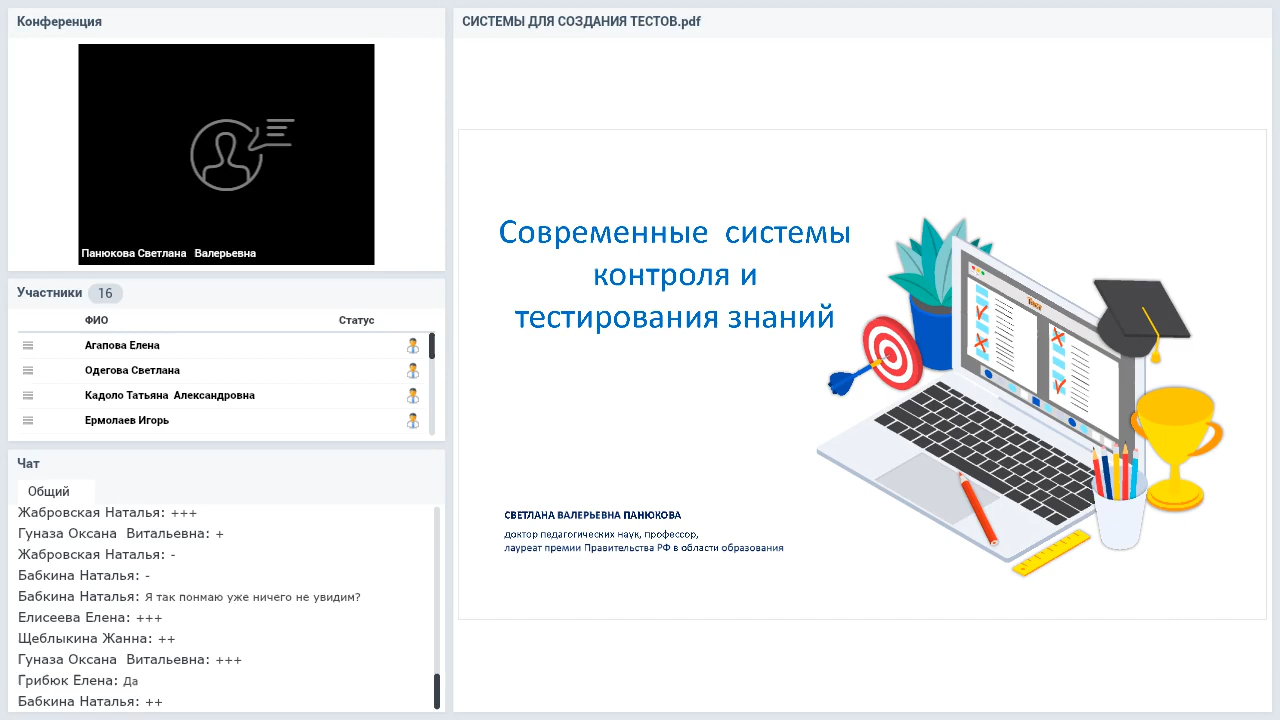 Конференция
Панюкова Светлана Валерьевна
Участники 16
ФИО Статус
Агапова Елена
Одегова Светлана
Кадоло Татьяна Александровна
Ермолаев Игорь
Чат
Общий
Жабровская Наталья: +++
Гуназа Оксана Витальевна: +
Жабровская Наталья: -
Бабкина Наталья: -
Бабкина Наталья: Я так понмаю уже ничего не увидим?
Елисеева Елена: +++
Щеблыкина Жанна: ++
Гуназа Оксана Витальевна: +++
Грибюк Елена: Да
Бабкина Наталья: ++
СИСТЕМЫ ДЛЯ СОЗДАНИЯ ТЕСТОВ.pdf
Современные системы
контроля и
тестирования знаний
СВЕТЛАНА ВАЛЕРЬЕВНА ПАНЮКОВА
доктор педагогических наук, профессор,
лауреат премии Правительства РФ в области образования